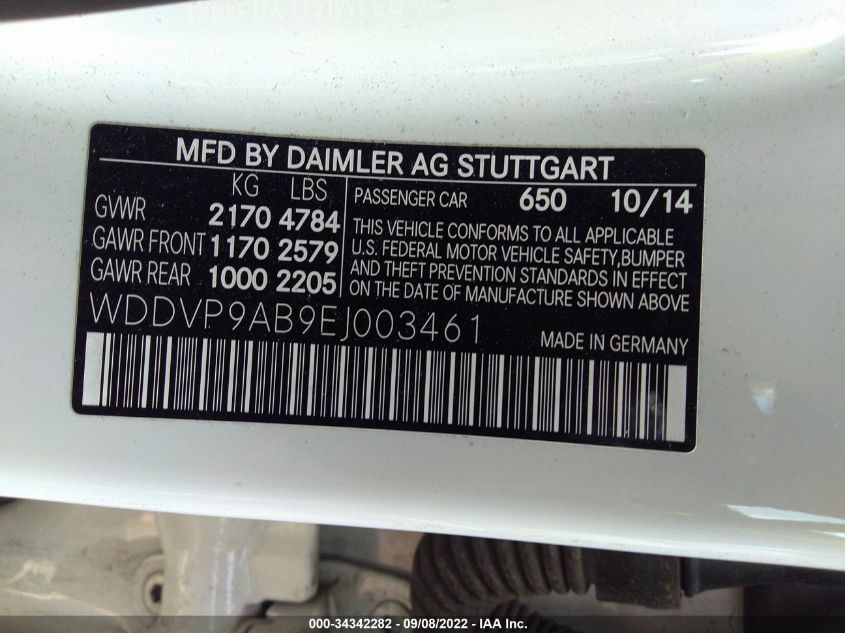 MFD BY DAIMLER AG STUTTGART
KG LBS
GVWR 2170 4784
GAWR FRONT 1170 2579
GAWR REAR 1000 2205
PASSENGER CAR 650 10/14
THIS VEHICLE CONFORMS TO ALL APPLICABLE
U.S. FEDERAL MOTOR VEHICLE SAFETY,BUMPER
AND THEFT PREVENTION STANDARDS IN EFFECT
ON THE DATE OF MANUFACTURE SHOWN ABOVE.
WDDVP9AB9EJ003461
MADE IN GERMANY
000-34342282 - 09/08/2022 - IAA Inc.